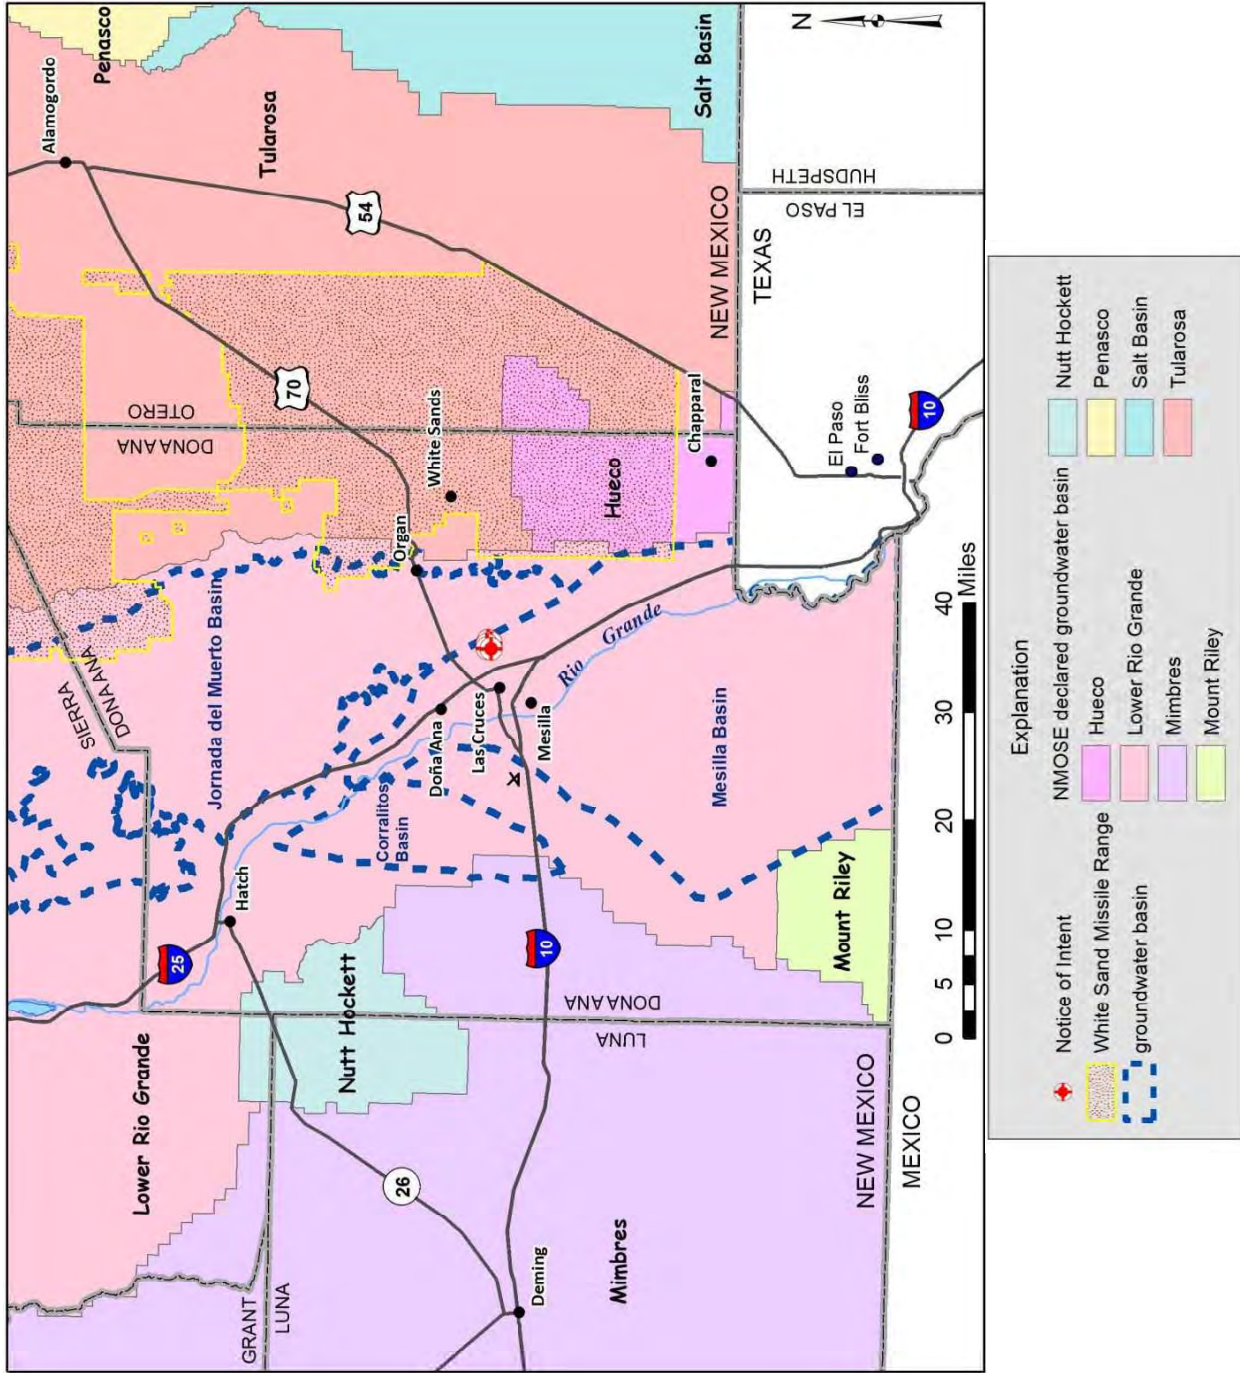 Penasco
Alamogordo
Tularosa
54
Salt Basin
N
NEW MEXICO
TEXAS
HUDSPETH
EL PASO
OTERO
DONA ANA
70
White Sands
Hueco
Chapparal
El Paso
Fort Bliss
10
Organ
SIERRA
DONA ANA
Jornada del Muerto Basin
Rio Grande
Doña Ana
Las Cruces
Mesilla
Corralitos
Basin
Mesilla Basin
Hatch
25
Nutt Hockett
10
Mount Riley
DONA ANA
LUNA
Lower Rio Grande
26
Mimbres
Deming
GRANT
LUNA
NEW MEXICO
MEXICO
0 5 10 20 30 40
Miles
Explanation
Notice of Intent
White Sand Missile Range
groundwater basin
NMOSE declared groundwater basin
Hueco
Lower Rio Grande
Mimbres
Mount Riley
Nutt Hockett
Penasco
Salt Basin
Tularosa